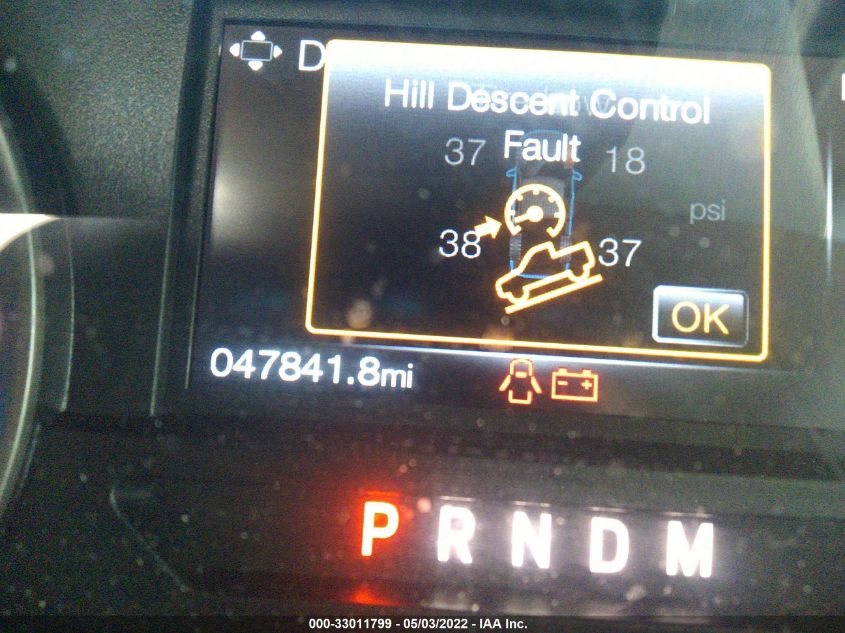 D
Hill Descent Control
Fault
37 18
psi
38 37
OK
047841.8mi
P R N D M
000-33011799 - 05/03/2022 - IAA Inc.